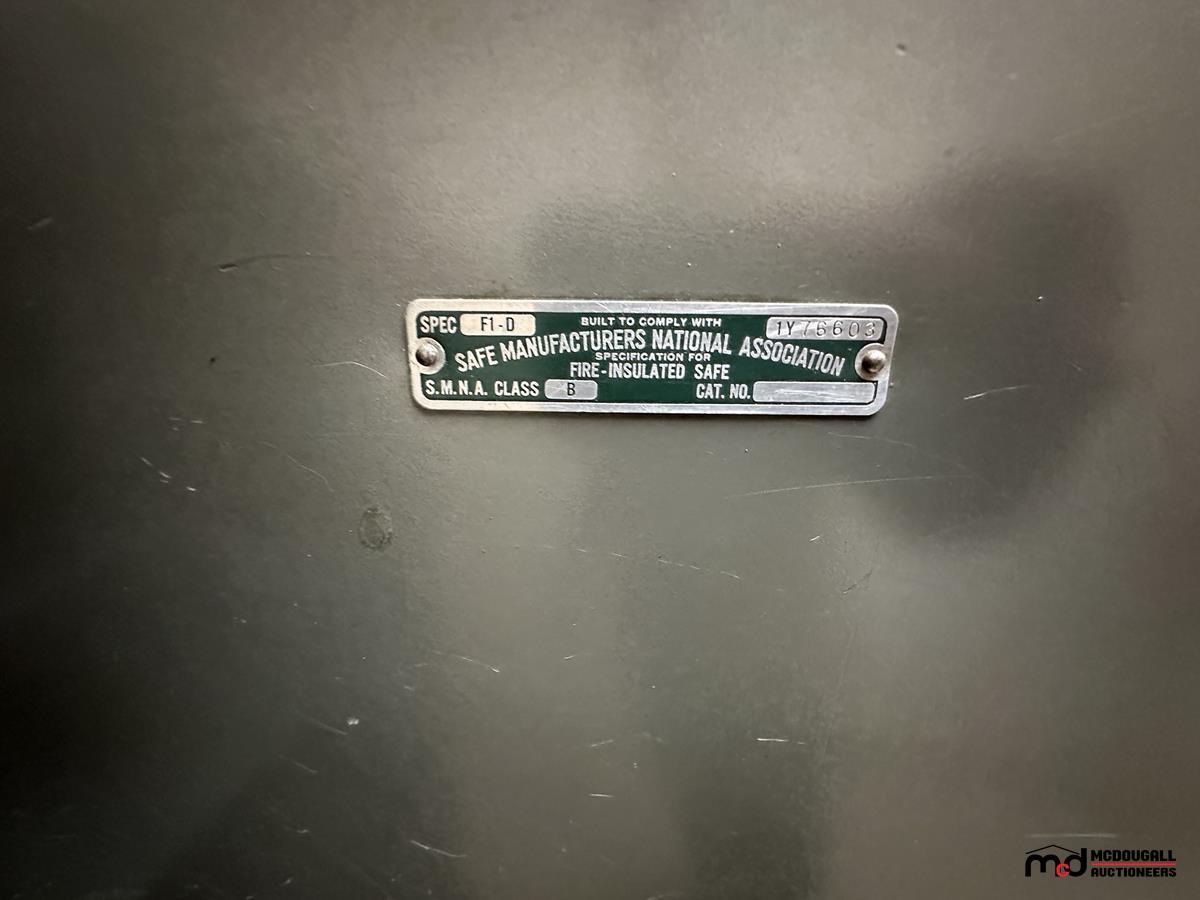 SPEC F1-D BUILT TO COMPLY WITH 1Y76603
SAFE MANUFACTURERS NATIONAL ASSOCIATION
SPECIFICATION FOR
FIRE-INSULATED SAFE
S.M.N.A. CLASS B CAT. NO.
mcd MCDOUGALL
AUCTIONEERS